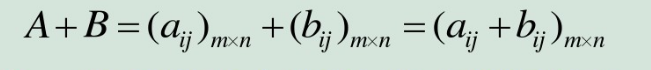 A + B = (a_{ij})_{m×n} + (b_{ij})_{m×n} = (a_{ij} + b_{ij})_{m×n}